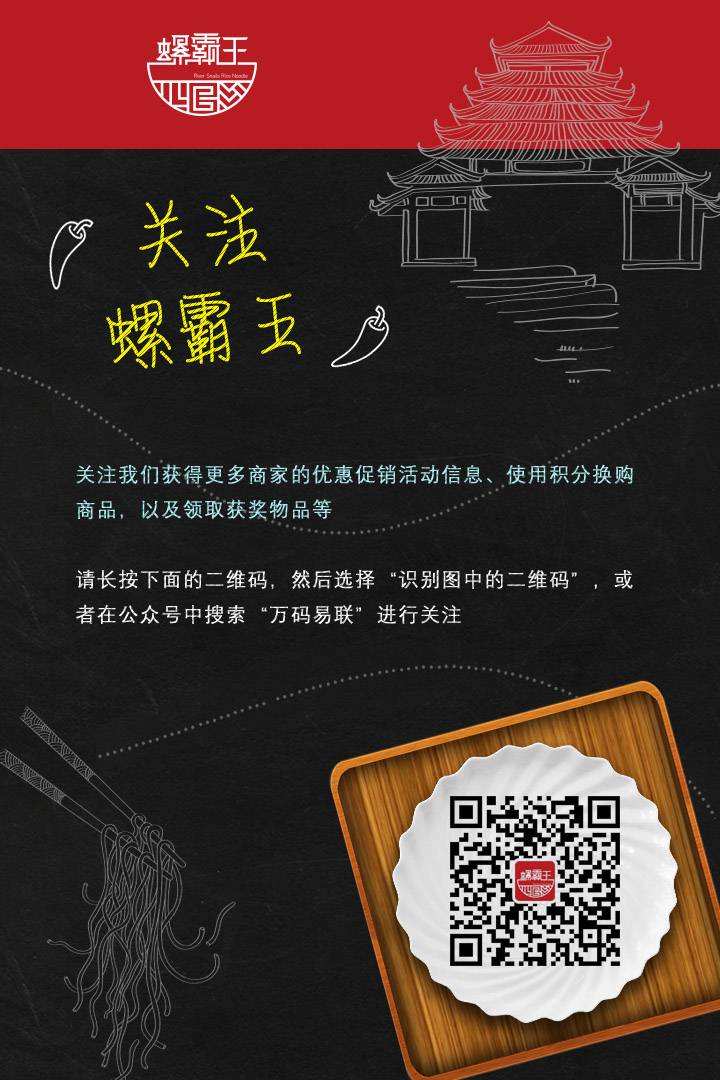 螺霸王
River Snails Rice Noodle
关注
螺霸王
关注我们获得更多商家的优惠促销活动信息、使用积分换购
商品，以及领取获奖物品等
请长按下面的二维码，然后选择“识别图中的二维码”，或
者在公众号中搜索“万码易联”进行关注
螺霸王